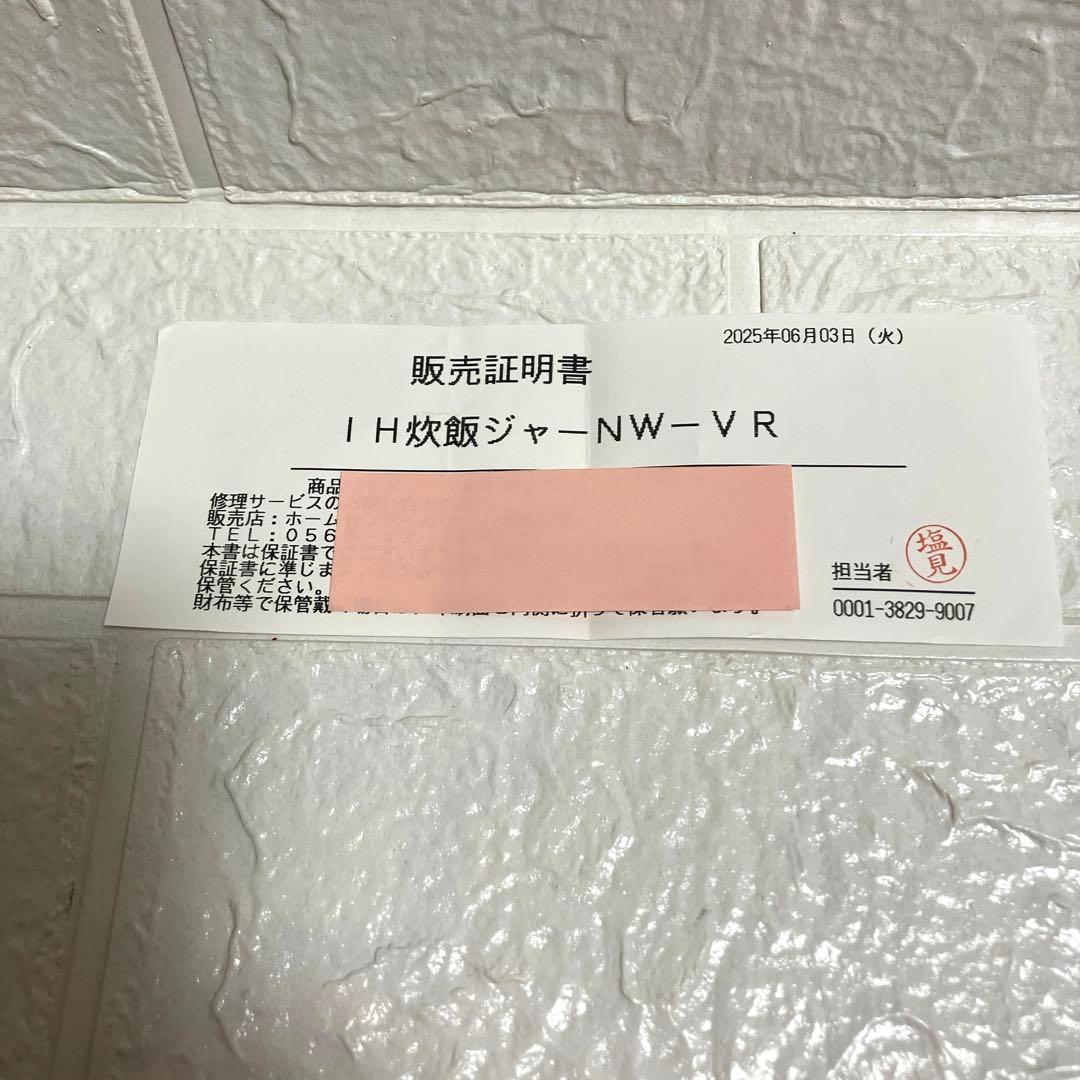 2025年06月03日（火）
販売証明書
ＩＨ炊飯ジャーＮＷ－ＶＲ
商品
修理サービスの
販売店：ホーム
ＴＥＬ：０５６
本書は保証書で
保証書に準じま
保管ください。
財布等で保管戴
担当者
塩見
0001-3829-9007